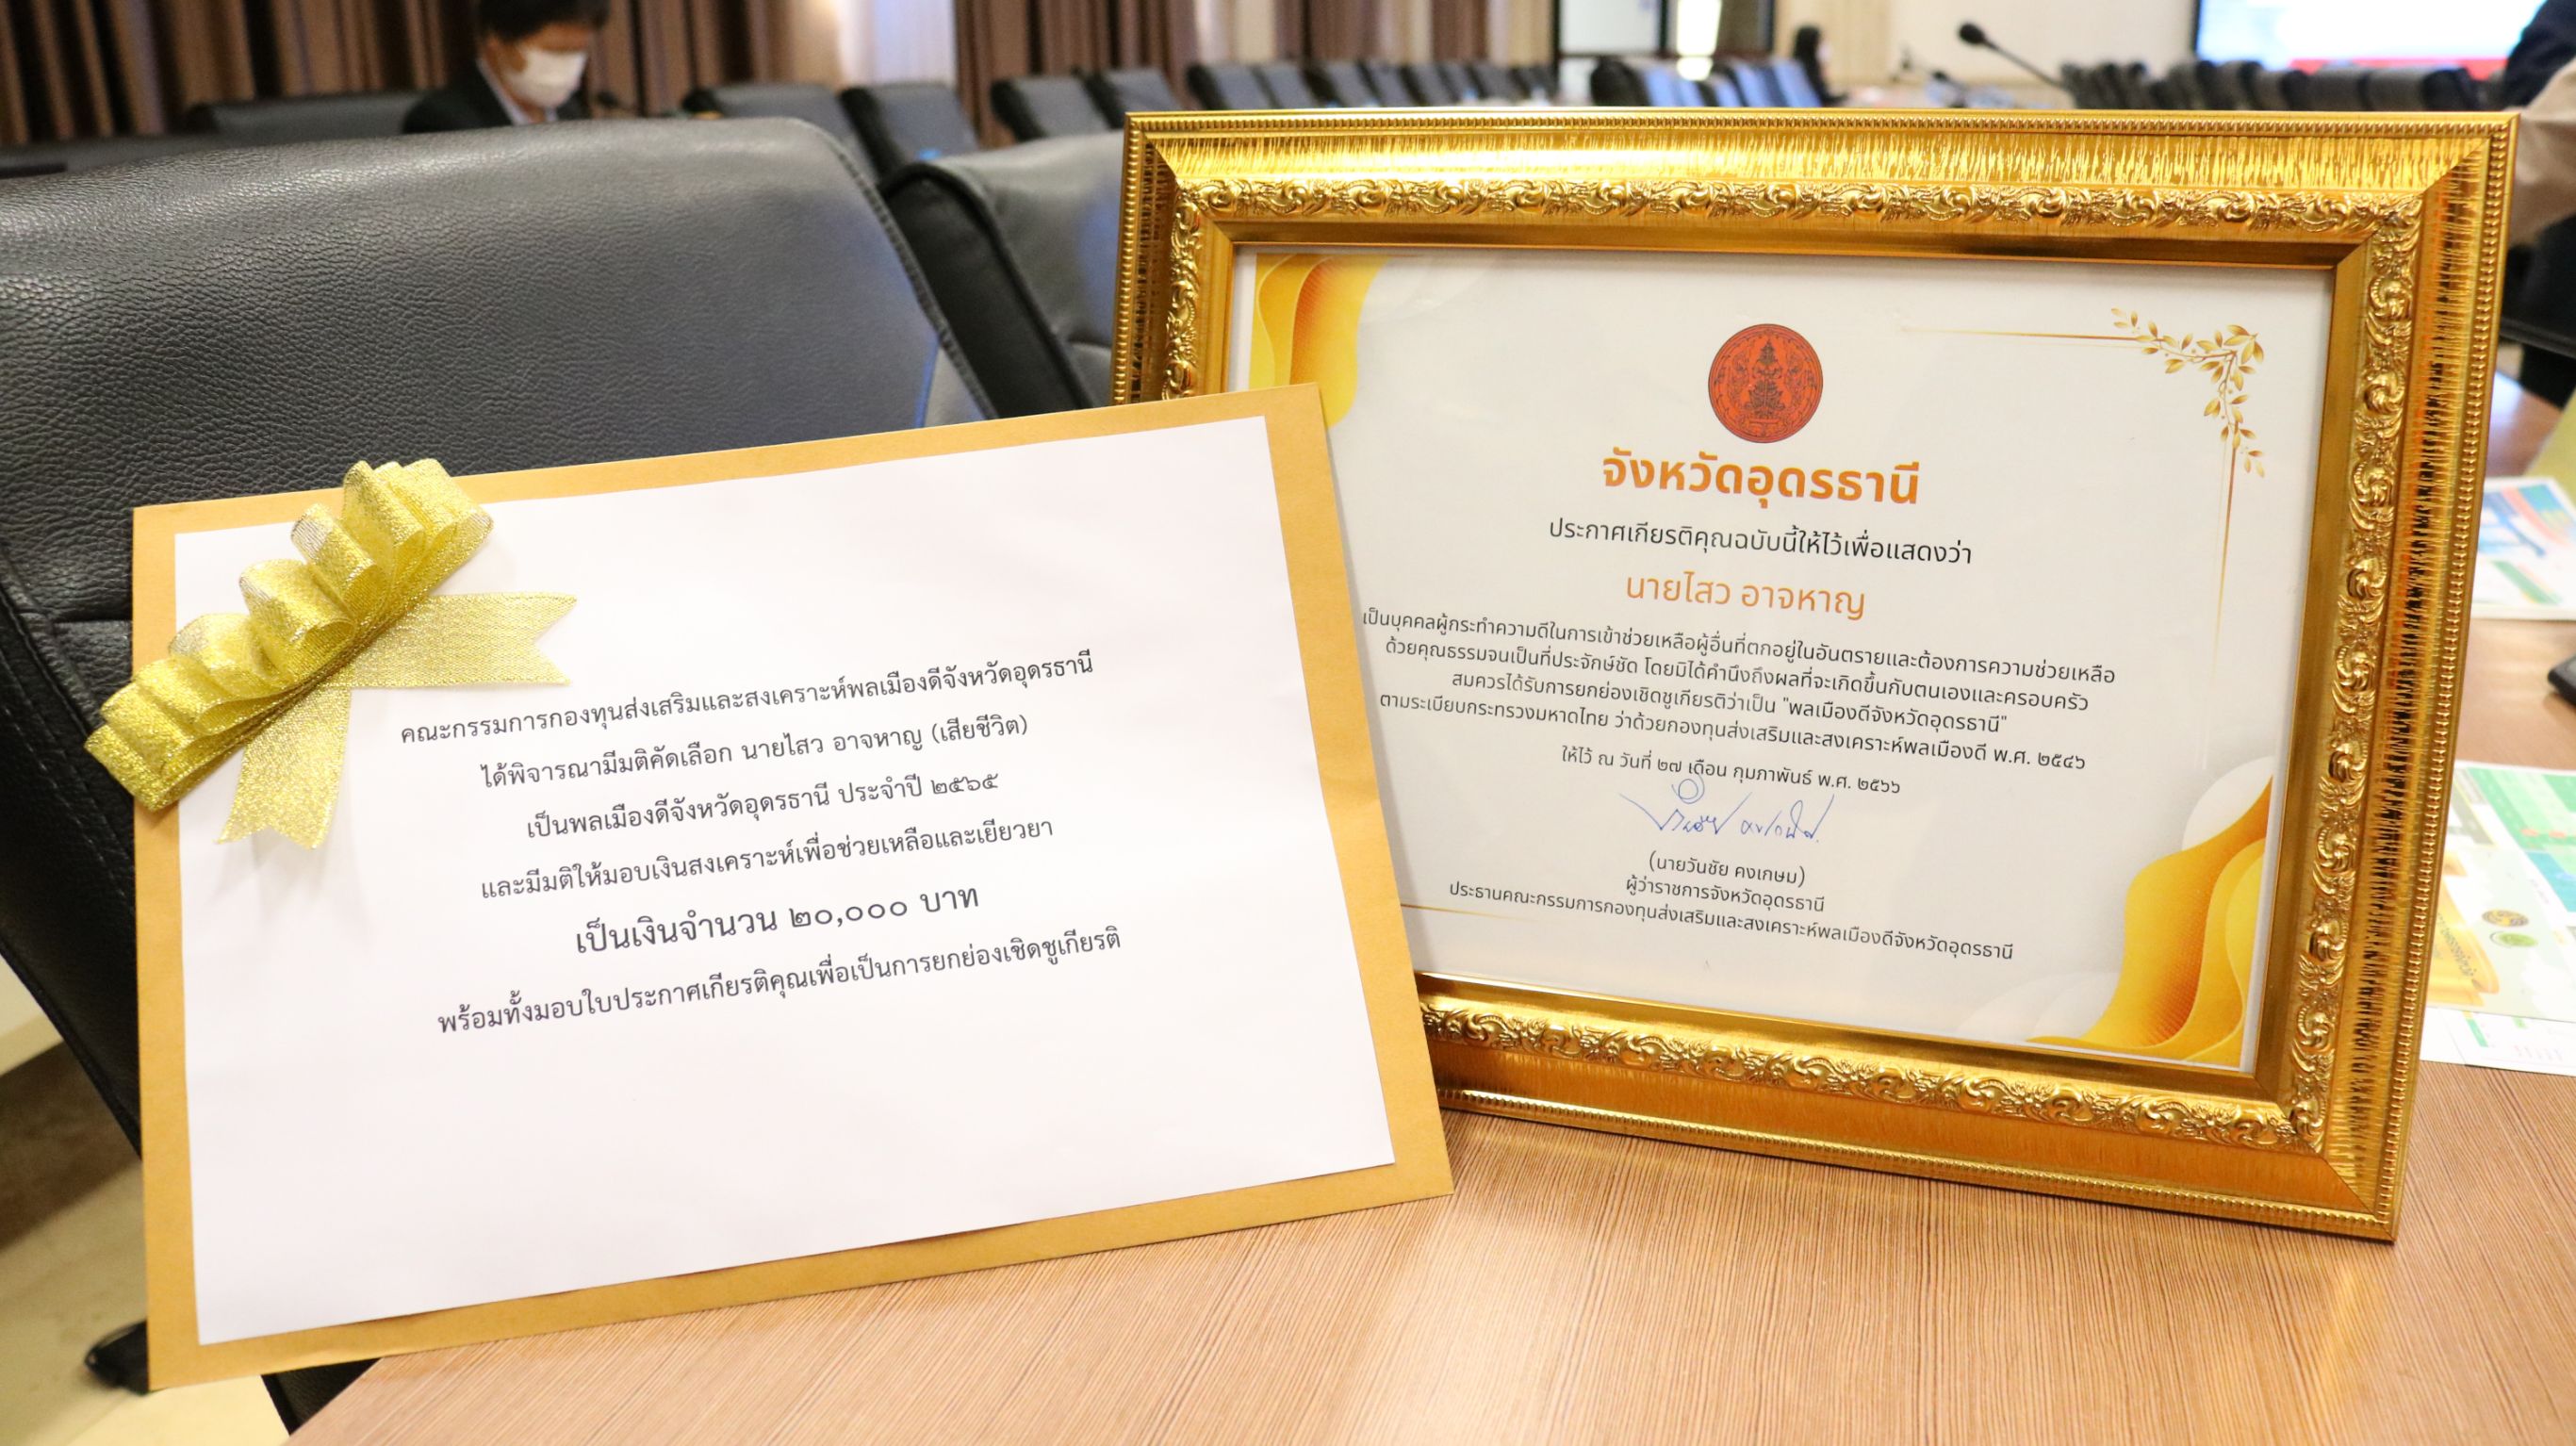 คณะกรรมการกองทุนส่งเสริมและสงเคราะห์พลเมืองดีจังหวัดอุดรธานี
ได้พิจารณามีมติคัดเลือก นายไสว อาจหาญ (เสียชีวิต)
เป็นพลเมืองดีจังหวัดอุดรธานี ประจำปี ๒๕๖๕
และมีมติให้มอบเงินสงเคราะห์เพื่อช่วยเหลือและเยียวยา
เป็นเงินจำนวน ๒๐,๐๐๐ บาท
พร้อมทั้งมอบใบประกาศเกียรติคุณเพื่อเป็นการยกย่องเชิดชูเกียรติ
จังหวัดอุดรธานี
ประกาศเกียรติคุณฉบับนี้ให้ไว้เพื่อแสดงว่า
นายไสว อาจหาญ
เป็นบุคคลผู้กระทำความดีในการเข้าช่วยเหลือผู้อื่นที่ตกอยู่ในอันตรายและต้องการความช่วยเหลือ
ด้วยคุณธรรมจนเป็นที่ประจักษ์ชัด โดยมิได้คำนึงถึงผลที่จะเกิดขึ้นกับตนเองและครอบครัว
สมควรได้รับการยกย่องเชิดชูเกียรติว่าเป็น "พลเมืองดีจังหวัดอุดรธานี"
ตามระเบียบกระทรวงมหาดไทย ว่าด้วยกองทุนส่งเสริมและสงเคราะห์พลเมืองดี พ.ศ. ๒๕๔๖
ให้ไว้ ณ วันที่ ๒๗ เดือน กุมภาพันธ์ พ.ศ. ๒๕๖๖
(นายวันชัย คงเกษม)
ผู้ว่าราชการจังหวัดอุดรธานี
ประธานคณะกรรมการกองทุนส่งเสริมและสงเคราะห์พลเมืองดีจังหวัดอุดรธานี